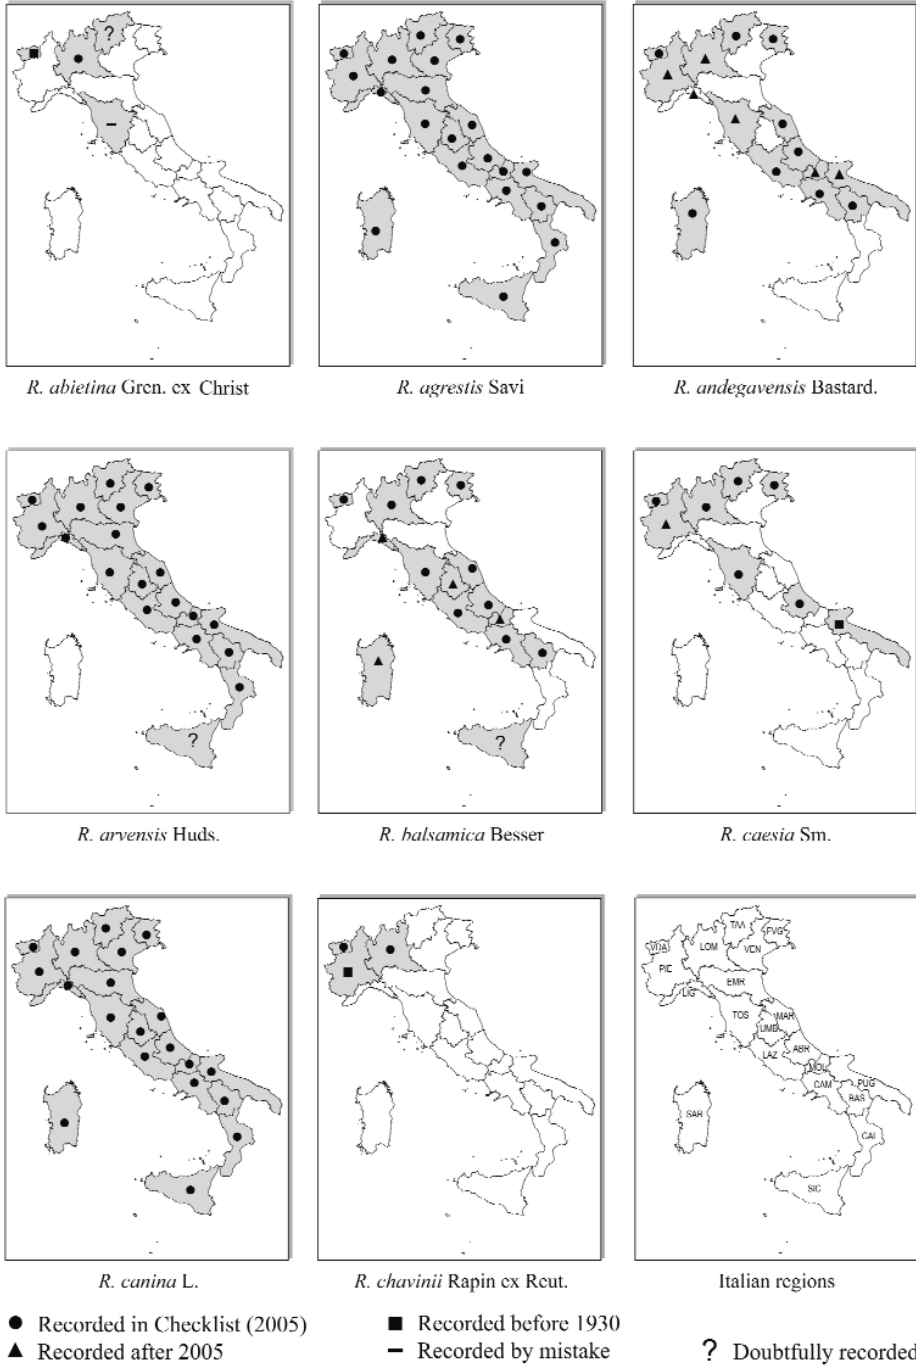 ?
R. abietina Gren. ex Christ
R. agrestis Savi
R. andegavensis Bastard.
?
?
R. arvensis Huds.
R. balsamica Besser
R. caesia Sm.
TAA
FVG
VDA
LOM
VEN
PIE
EMR
LIG
TOS
MAR
UMB
LAZ
ABR
MOL
CAM
PUG
BAS
SAR
CAL
SIC
R. canina L.
R. chavinii Rapin ex Reut.
Italian regions
Recorded in Checklist (2005)
Recorded before 1930
Recorded after 2005
Recorded by mistake
? Doubtfully recorded